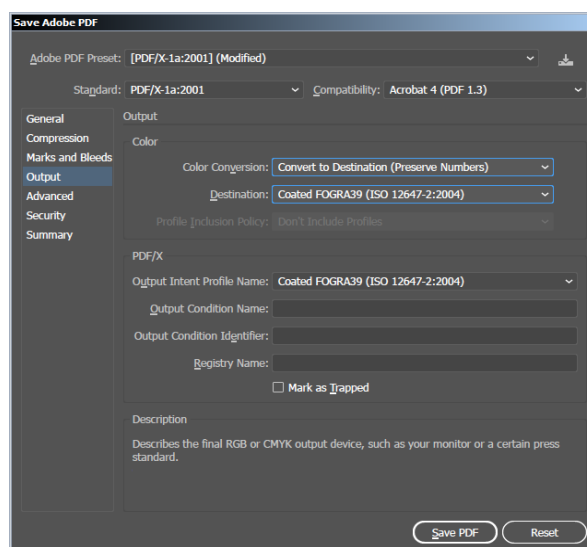 Save Adobe PDF
Adobe PDF Preset: [PDF/X-1a:2001] (Modified)
Standard: PDF/X-1a:2001 Compatibility: Acrobat 4 (PDF 1.3)
General
Compression
Marks and Bleeds
Output
Advanced
Security
Summary
Output
Color
Color Conversion: Convert to Destination (Preserve Numbers)
Destination: Coated FOGRA39 (ISO 12647-2:2004)
Profile Inclusion Policy: Don't Include Profiles
PDF/X
Output Intent Profile Name: Coated FOGRA39 (ISO 12647-2:2004)
Output Condition Name:
Output Condition Identifier:
Registry Name:
Mark as Trapped
Description
Describes the final RGB or CMYK output device, such as your monitor or a certain press
standard.
Save PDF Reset